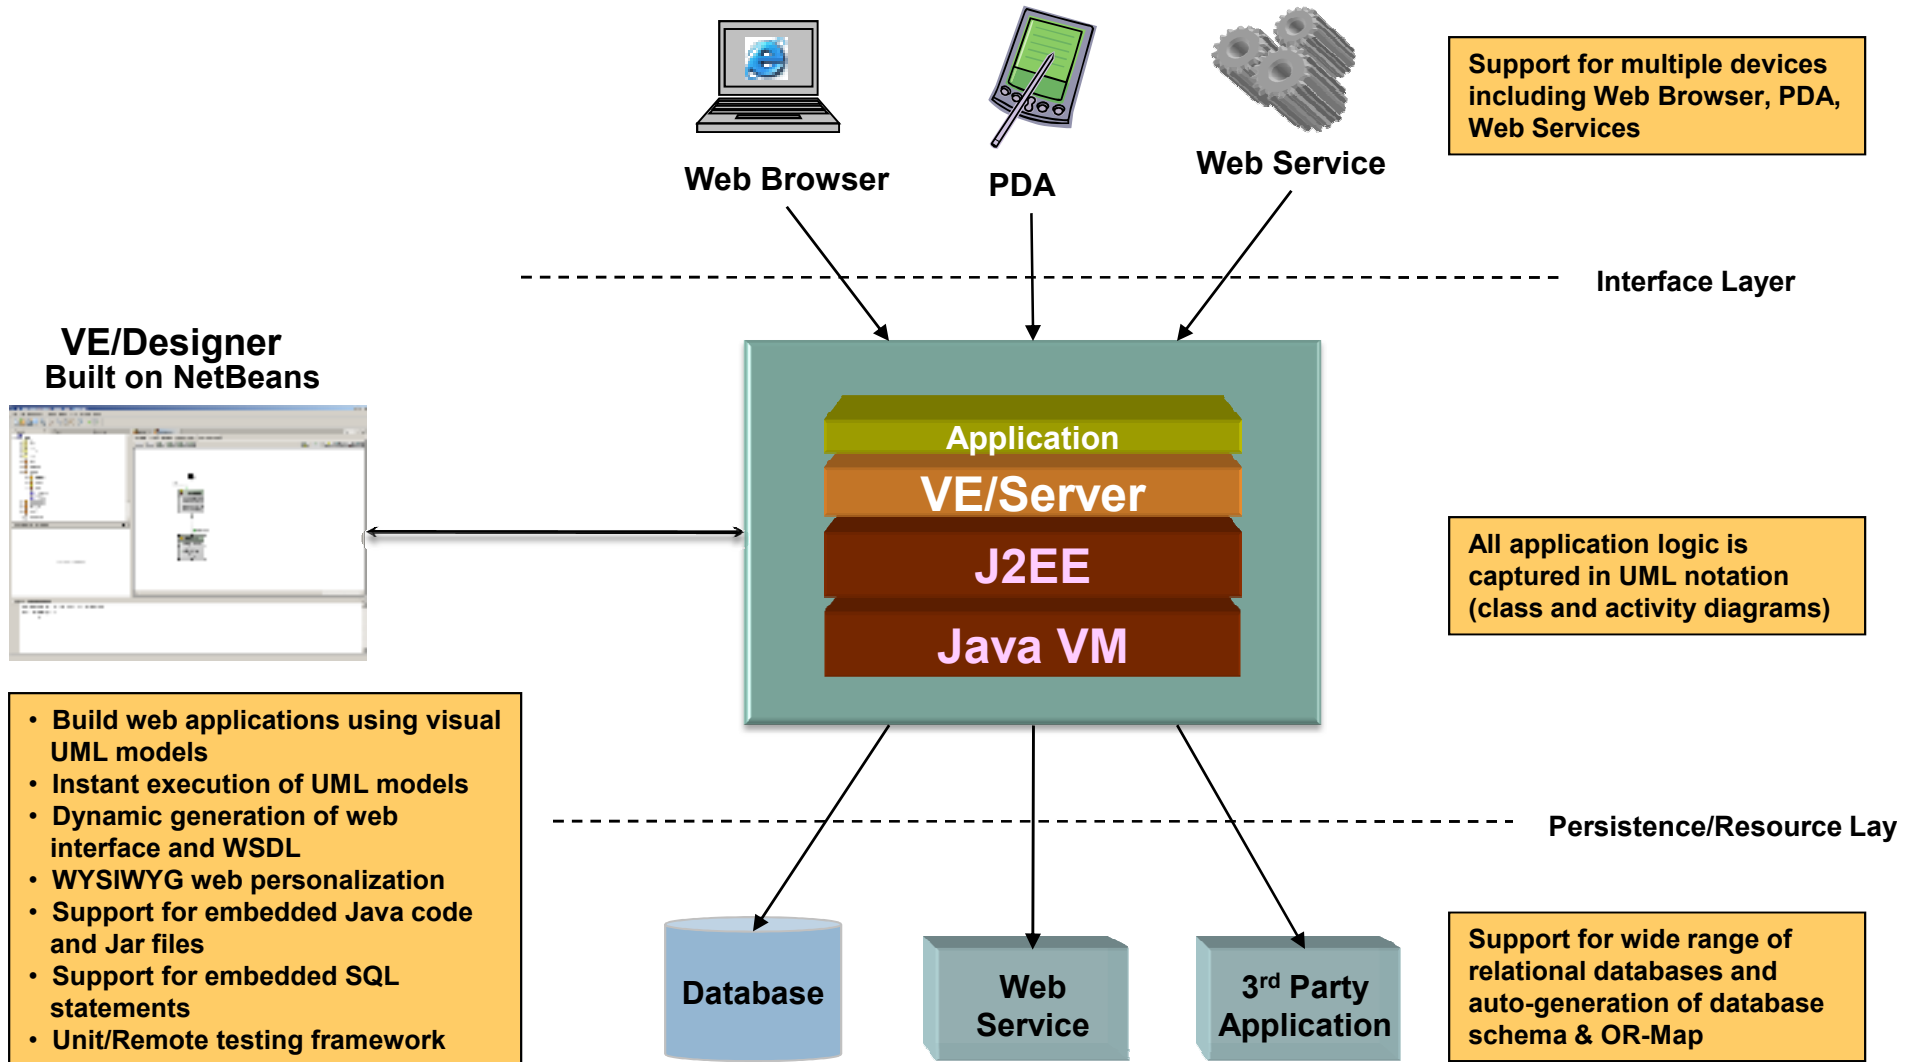 Support for multiple devices
including Web Browser, PDA,
Web Services
Web Browser
PDA
Web Service
Interface Layer
VE/Designer
Built on NetBeans
Application
VE/Server
J2EE
Java VM
All application logic is
captured in UML notation
(class and activity diagrams)
• Build web applications using visual
UML models
• Instant execution of UML models
• Dynamic generation of web
interface and WSDL
• WYSIWYG web personalization
• Support for embedded Java code
and Jar files
• Support for embedded SQL
statements
• Unit/Remote testing framework
Persistence/Resource Lay
Database
Web
Service
3rd Party
Application
Support for wide range of
relational databases and
auto-generation of database
schema & OR-Map